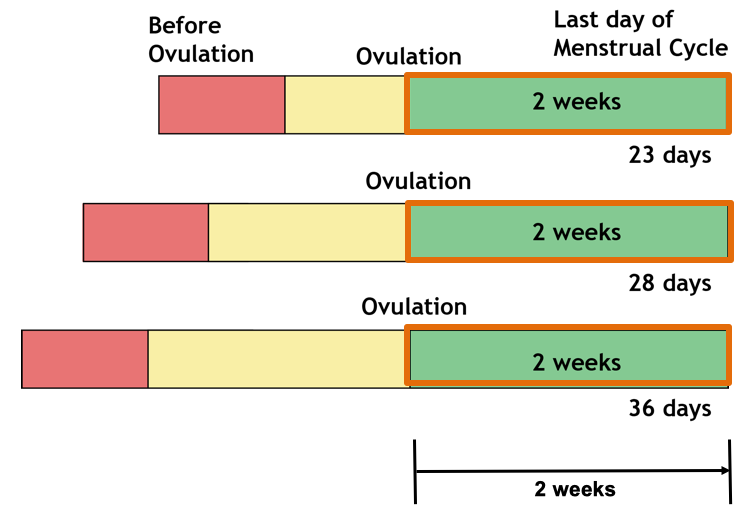 Before
Ovulation
Ovulation
Last day of
Menstrual Cycle
2 weeks
23 days
Ovulation
2 weeks
28 days
Ovulation
2 weeks
36 days
2 weeks